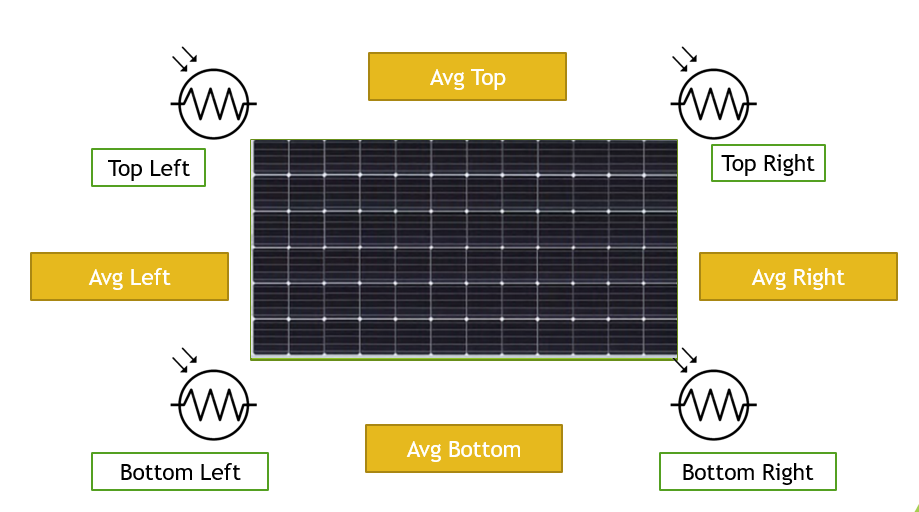 Avg Top
Top Left
Top Right
Avg Left
Avg Right
Avg Bottom
Bottom Left
Bottom Right